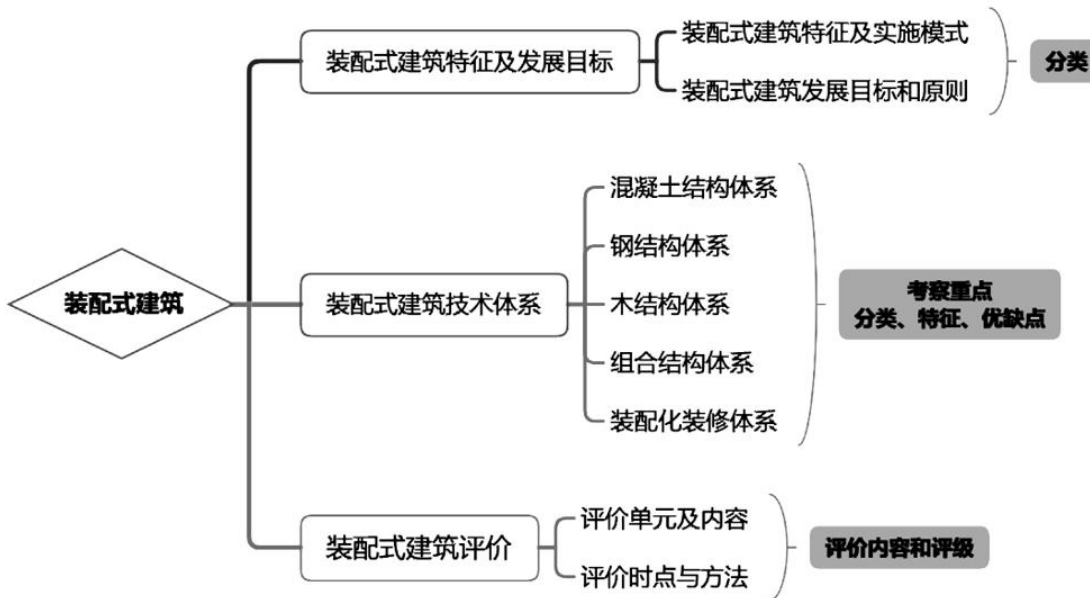 装配式建筑
装配式建筑特征及发展目标
装配式建筑特征及实施模式
装配式建筑发展目标和原则
分类
装配式建筑技术体系
混凝土结构体系
钢结构体系
木结构体系
组合结构体系
装配化装修体系
考察重点
分类、特征、优缺点
装配式建筑评价
评价单元及内容
评价时点与方法
评价内容和评级